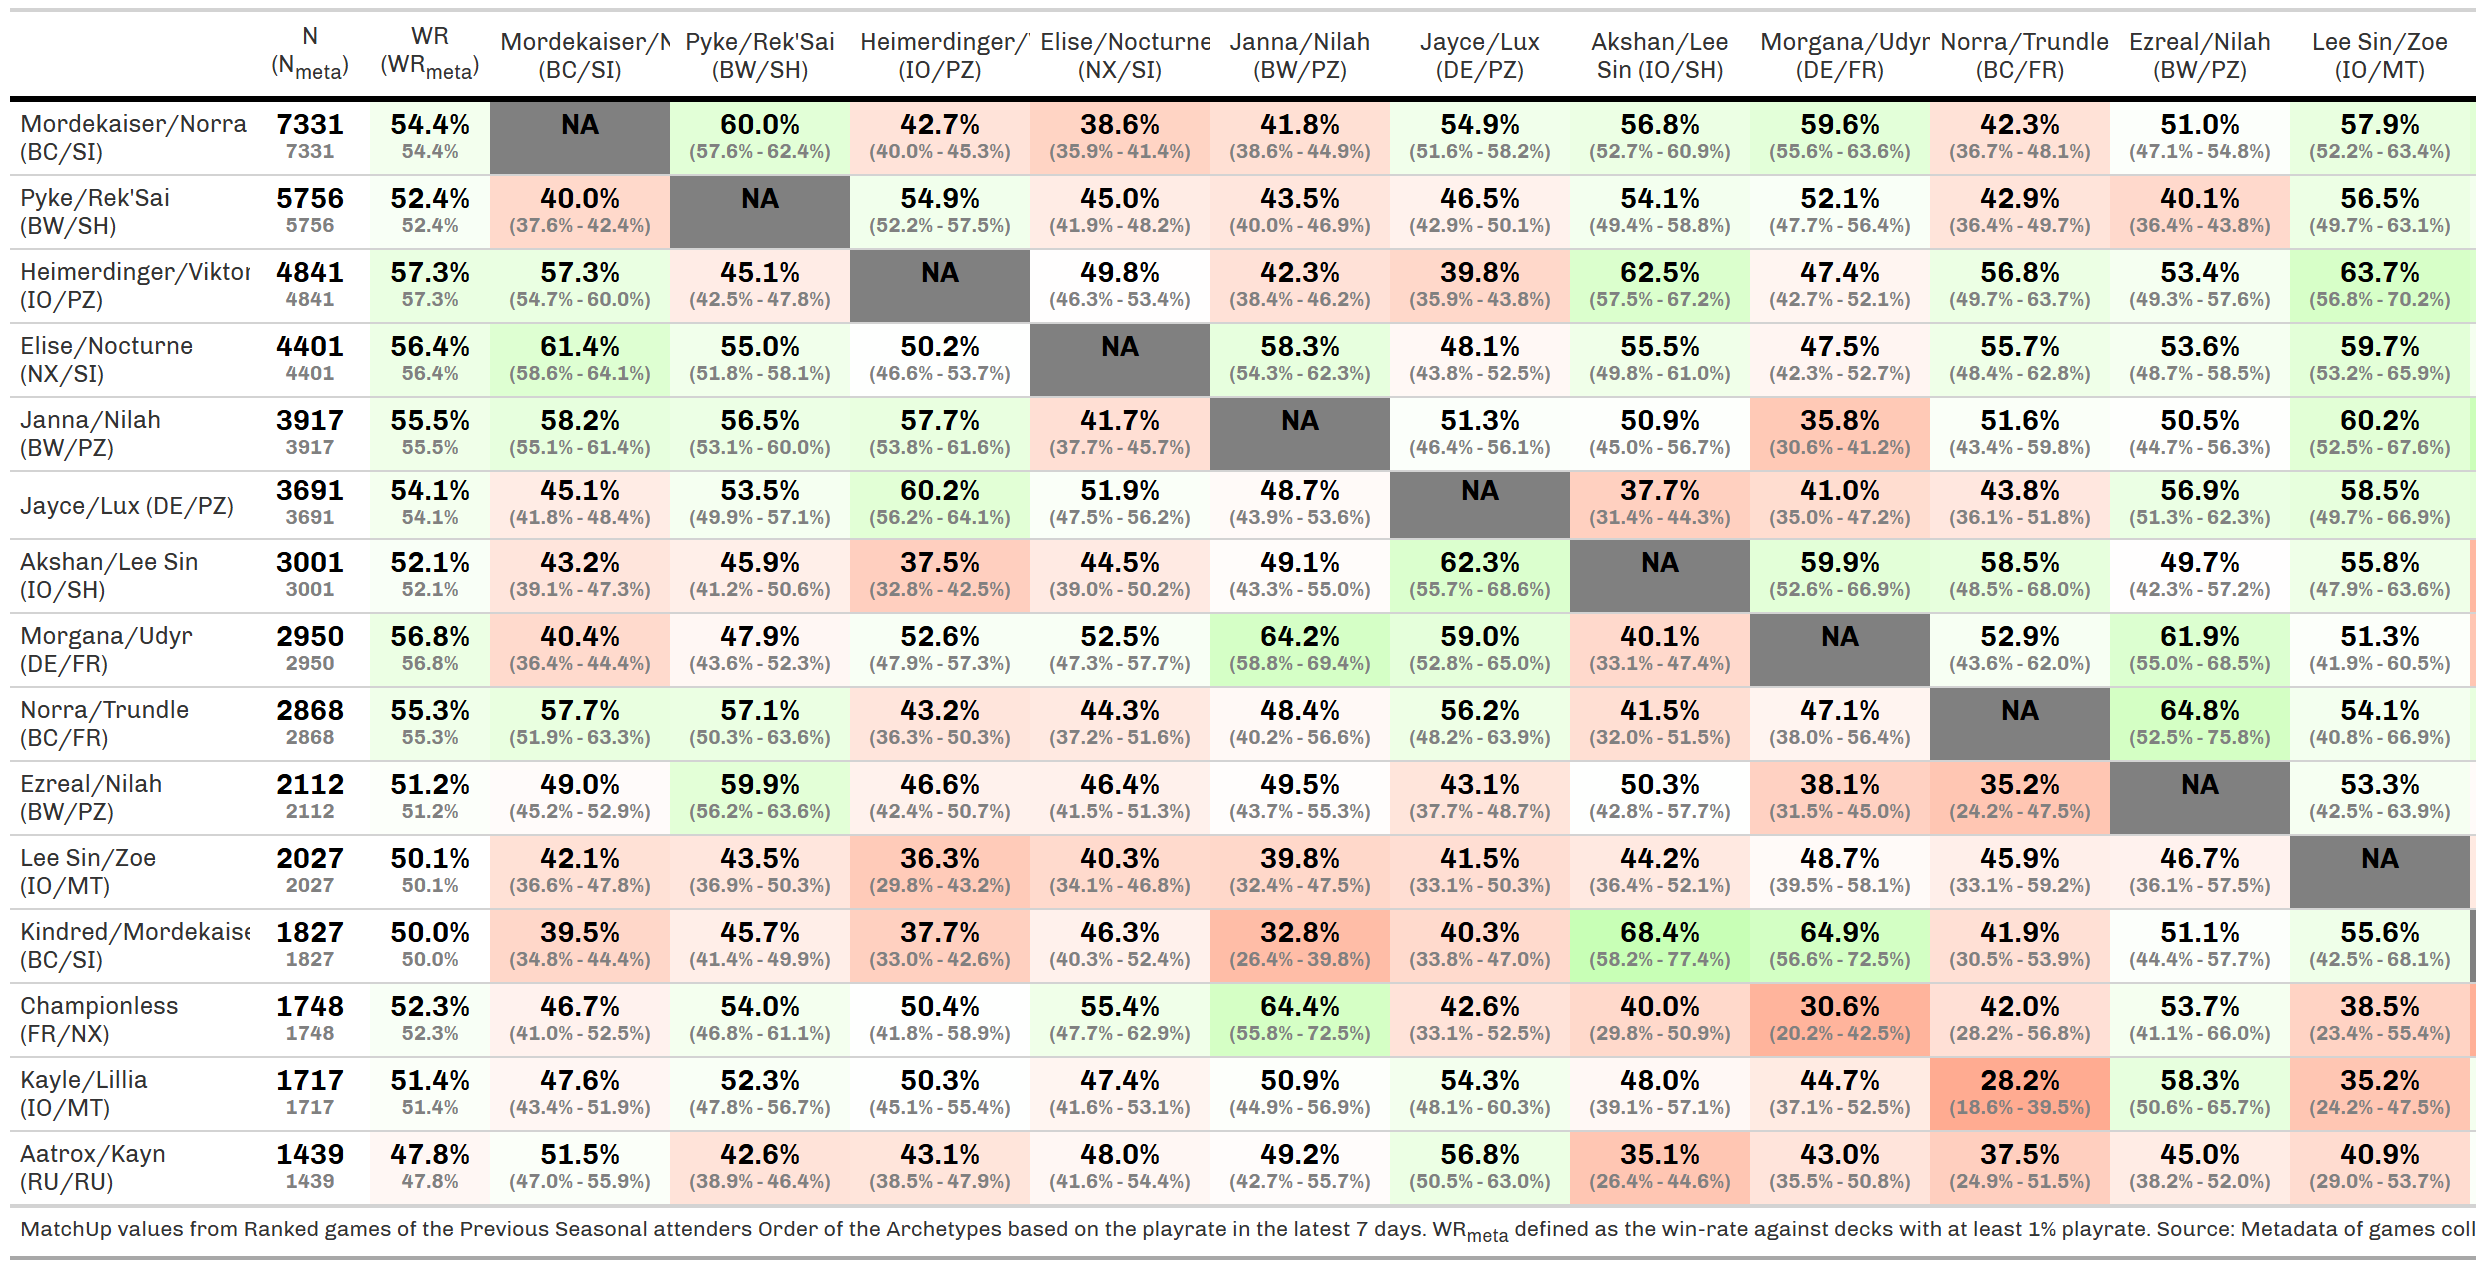 N WR Mordekaiser/N Pyke/Rek'Sai Heimerdinger/ Elise/Nocturne Janna/Nilah Jayce/Lux Akshan/Lee Morgana/Udyr Norra/Trundle Ezreal/Nilah Lee Sin/Zoe
(Nmeta) (WRmeta) (BC/SI) (BW/SH) (IO/PZ) (NX/SI) (BW/PZ) (DE/PZ) Sin (IO/SH) (DE/FR) (BC/FR) (BW/PZ) (IO/MT)
Mordekaiser/Norra 7331 54.4% NA 60.0% 42.7% 38.6% 41.8% 54.9% 56.8% 59.6% 42.3% 51.0% 57.9%
(BC/SI) 7331 54.4% (57.6% - 62.4%) (40.0% - 45.3%) (35.9% - 41.4%) (38.6% - 44.9%) (51.6% - 58.2%) (52.7% - 60.9%) (55.6% - 63.6%) (36.7% - 48.1%) (47.1% - 54.8%) (52.2% - 63.4%)
Pyke/Rek'Sai 5756 52.4% 40.0% NA 54.9% 45.0% 43.5% 46.5% 54.1% 52.1% 42.9% 40.1% 56.5%
(BW/SH) 5756 52.4% (37.6% - 42.4%) (52.2% - 57.5%) (41.9% - 48.2%) (40.0% - 46.9%) (42.9% - 50.1%) (49.4% - 58.8%) (47.7% - 56.4%) (36.4% - 49.7%) (36.4% - 43.8%) (49.7% - 63.1%)
Heimerdinger/Viktor 4841 57.3% 57.3% 45.1% NA 49.8% 42.3% 39.8% 62.5% 47.4% 56.8% 53.4% 63.7%
(IO/PZ) 4841 57.3% (54.7% - 60.0%) (42.5% - 47.8%) (46.3% - 53.4%) (38.4% - 46.2%) (35.9% - 43.8%) (57.5% - 67.2%) (42.7% - 52.1%) (49.7% - 63.7%) (49.3% - 57.6%) (56.8% - 70.2%)
Elise/Nocturne 4401 56.4% 61.4% 55.0% 50.2% NA 58.3% 48.1% 55.5% 47.5% 55.7% 53.6% 59.7%
(NX/SI) 4401 56.4% (58.6% - 64.1%) (51.8% - 58.1%) (46.6% - 53.7%) (54.3% - 62.3%) (43.8% - 52.5%) (49.8% - 61.0%) (42.3% - 52.7%) (48.4% - 62.8%) (48.7% - 58.5%) (53.2% - 65.9%)
Janna/Nilah 3917 55.5% 58.2% 56.5% 57.7% 41.7% NA 51.3% 50.9% 35.8% 51.6% 50.5% 60.2%
(BW/PZ) 3917 55.5% (55.1% - 61.4%) (53.1% - 60.0%) (53.8% - 61.6%) (37.7% - 45.7%) (46.4% - 56.1%) (45.0% - 56.7%) (30.6% - 41.2%) (43.4% - 59.8%) (44.7% - 56.3%) (52.5% - 67.6%)
Jayce/Lux (DE/PZ) 3691 54.1% 45.1% 53.5% 60.2% 51.9% 48.7% NA 37.7% 41.0% 43.8% 56.9% 58.5%
3691 54.1% (41.8% - 48.4%) (49.9% - 57.1%) (56.2% - 64.1%) (47.5% - 56.2%) (43.9% - 53.6%) (31.4% - 44.3%) (35.0% - 47.2%) (36.1% - 51.8%) (51.3% - 62.3%) (49.7% - 66.9%)
Akshan/Lee Sin 3001 52.1% 43.2% 45.9% 37.5% 44.5% 49.1% 62.3% NA 59.9% 58.5% 49.7% 55.8%
(IO/SH) 3001 52.1% (39.1% - 47.3%) (41.2% - 50.6%) (32.8% - 42.5%) (39.0% - 50.2%) (43.3% - 55.0%) (55.7% - 68.6%) (52.6% - 66.9%) (48.5% - 68.0%) (42.3% - 57.2%) (47.9% - 63.6%)
Morgana/Udyr 2950 56.8% 40.4% 47.9% 52.6% 52.5% 64.2% 59.0% 40.1% NA 52.9% 61.9% 51.3%
(DE/FR) 2950 56.8% (36.4% - 44.4%) (43.6% - 52.3%) (47.9% - 57.3%) (47.3% - 57.7%) (58.8% - 69.4%) (52.8% - 65.0%) (33.1% - 47.4%) (43.6% - 62.0%) (55.0% - 68.5%) (41.9% - 60.5%)
Norra/Trundle 2868 55.3% 57.7% 57.1% 43.2% 44.3% 48.4% 56.2% 41.5% 47.1% NA 64.8% 54.1%
(BC/FR) 2868 55.3% (51.9% - 63.3%) (50.3% - 63.6%) (36.3% - 50.3%) (37.2% - 51.6%) (40.2% - 56.6%) (48.2% - 63.9%) (32.0% - 51.5%) (38.0% - 56.4%) (52.5% - 75.8%) (40.8% - 66.9%)
Ezreal/Nilah 2112 51.2% 49.0% 59.9% 46.6% 46.4% 49.5% 43.1% 50.3% 38.1% 35.2% NA 53.3%
(BW/PZ) 2112 51.2% (45.2% - 52.9%) (56.2% - 63.6%) (42.4% - 50.7%) (41.5% - 51.3%) (43.7% - 55.3%) (37.7% - 48.7%) (42.8% - 57.7%) (31.5% - 45.0%) (24.2% - 47.5%) (42.5% - 63.9%)
Lee Sin/Zoe 2027 50.1% 42.1% 43.5% 36.3% 40.3% 39.8% 41.5% 44.2% 48.7% 45.9% 46.7% NA
(IO/MT) 2027 50.1% (36.6% - 47.8%) (36.9% - 50.3%) (29.8% - 43.2%) (34.1% - 46.8%) (32.4% - 47.5%) (33.1% - 50.3%) (36.4% - 52.1%) (39.5% - 58.1%) (33.1% - 59.2%) (36.1% - 57.5%)
Kindred/Mordekaise 1827 50.0% 39.5% 45.7% 37.7% 46.3% 32.8% 40.3% 68.4% 64.9% 41.9% 51.1% 55.6%
(BC/SI) 1827 50.0% (34.8% - 44.4%) (41.4% - 49.9%) (33.0% - 42.6%) (40.3% - 52.4%) (26.4% - 39.8%) (33.8% - 47.0%) (58.2% - 77.4%) (56.6% - 72.5%) (30.5% - 53.9%) (44.4% - 57.7%) (42.5% - 68.1%)
Championless 1748 52.3% 46.7% 54.0% 50.4% 55.4% 64.4% 42.6% 40.0% 30.6% 42.0% 53.7% 38.5%
(FR/NX) 1748 52.3% (41.0% - 52.5%) (46.8% - 61.1%) (41.8% - 58.9%) (47.7% - 62.9%) (55.8% - 72.5%) (33.1% - 52.5%) (29.8% - 50.9%) (20.2% - 42.5%) (28.2% - 56.8%) (41.1% - 66.0%) (23.4% - 55.4%)
Kayle/Lillia 1717 51.4% 47.6% 52.3% 50.3% 47.4% 50.9% 54.3% 48.0% 44.7% 28.2% 58.3% 35.2%
(IO/MT) 1717 51.4% (43.4% - 51.9%) (47.8% - 56.7%) (45.1% - 55.4%) (41.6% - 53.1%) (44.9% - 56.9%) (48.1% - 60.3%) (39.1% - 57.1%) (37.1% - 52.5%) (18.6% - 39.5%) (50.6% - 65.7%) (24.2% - 47.5%)
Aatrox/Kayn 1439 47.8% 51.5% 42.6% 43.1% 48.0% 49.2% 56.8% 35.1% 43.0% 37.5% 45.0% 40.9%
(RU/RU) 1439 47.8% (47.0% - 55.9%) (38.9% - 46.4%) (38.5% - 47.9%) (41.6% - 54.4%) (42.7% - 55.7%) (50.5% - 63.0%) (26.4% - 44.6%) (35.5% - 50.8%) (24.9% - 51.5%) (38.2% - 52.0%) (29.0% - 53.7%)
MatchUp values from Ranked games of the Previous Seasonal attenders Order of the Archetypes based on the playrate in the latest 7 days. WRmeta defined as the win-rate against decks with at least 1% playrate. Source: Metadata of games coll